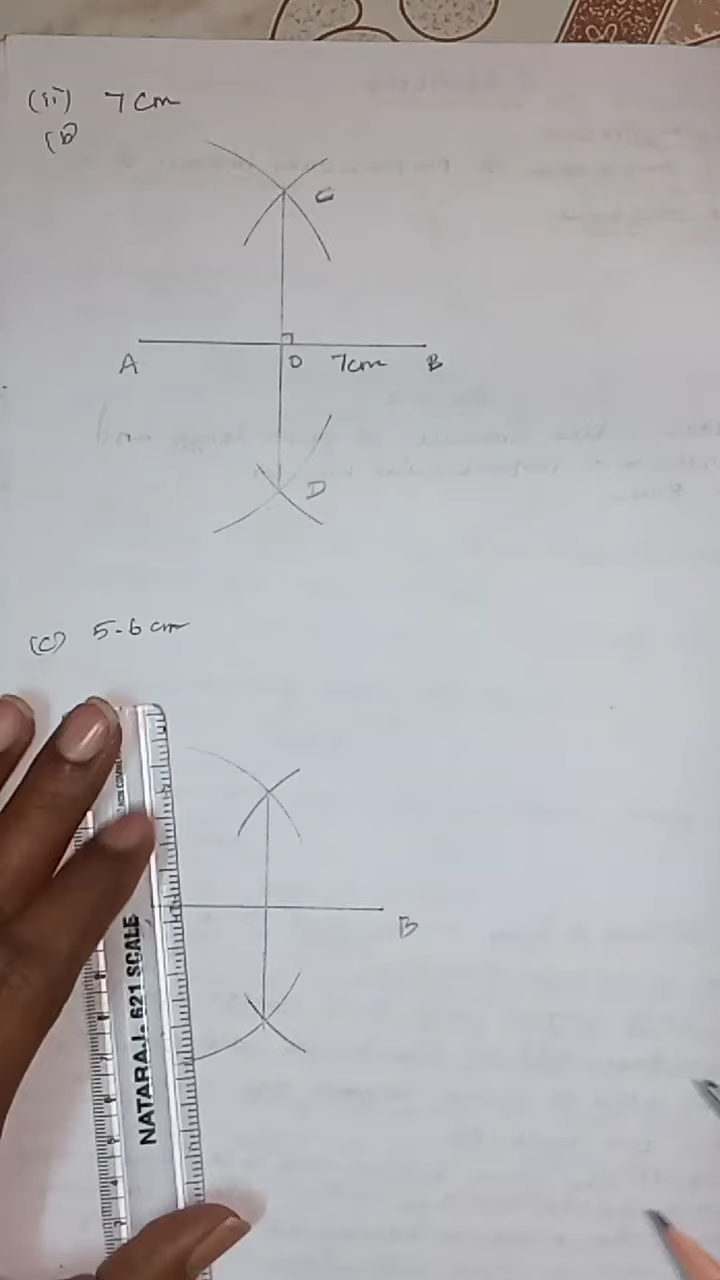 (ii) 7 cm
(b)
C
A O 7cm B
D
(c) 5.6 cm
B
NATARAJ. 621 SCALE